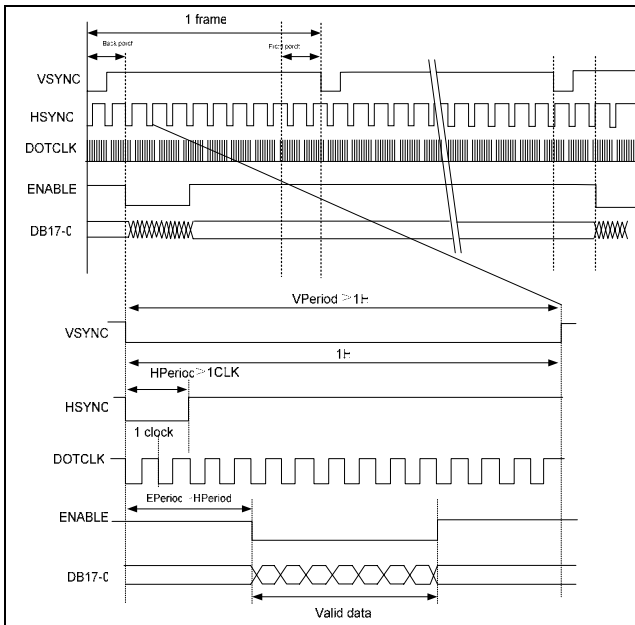 1 frame
Back porch
Front porch
VSYNC
HSYNC
DOTCLK
ENABLE
DB17-0
VPeriod > 1H
VSYNC
1H
HPeriod > 1CLK
HSYNC
1 clock
DOTCLK
EPeriod HPeriod
ENABLE
DB17-0
Valid data